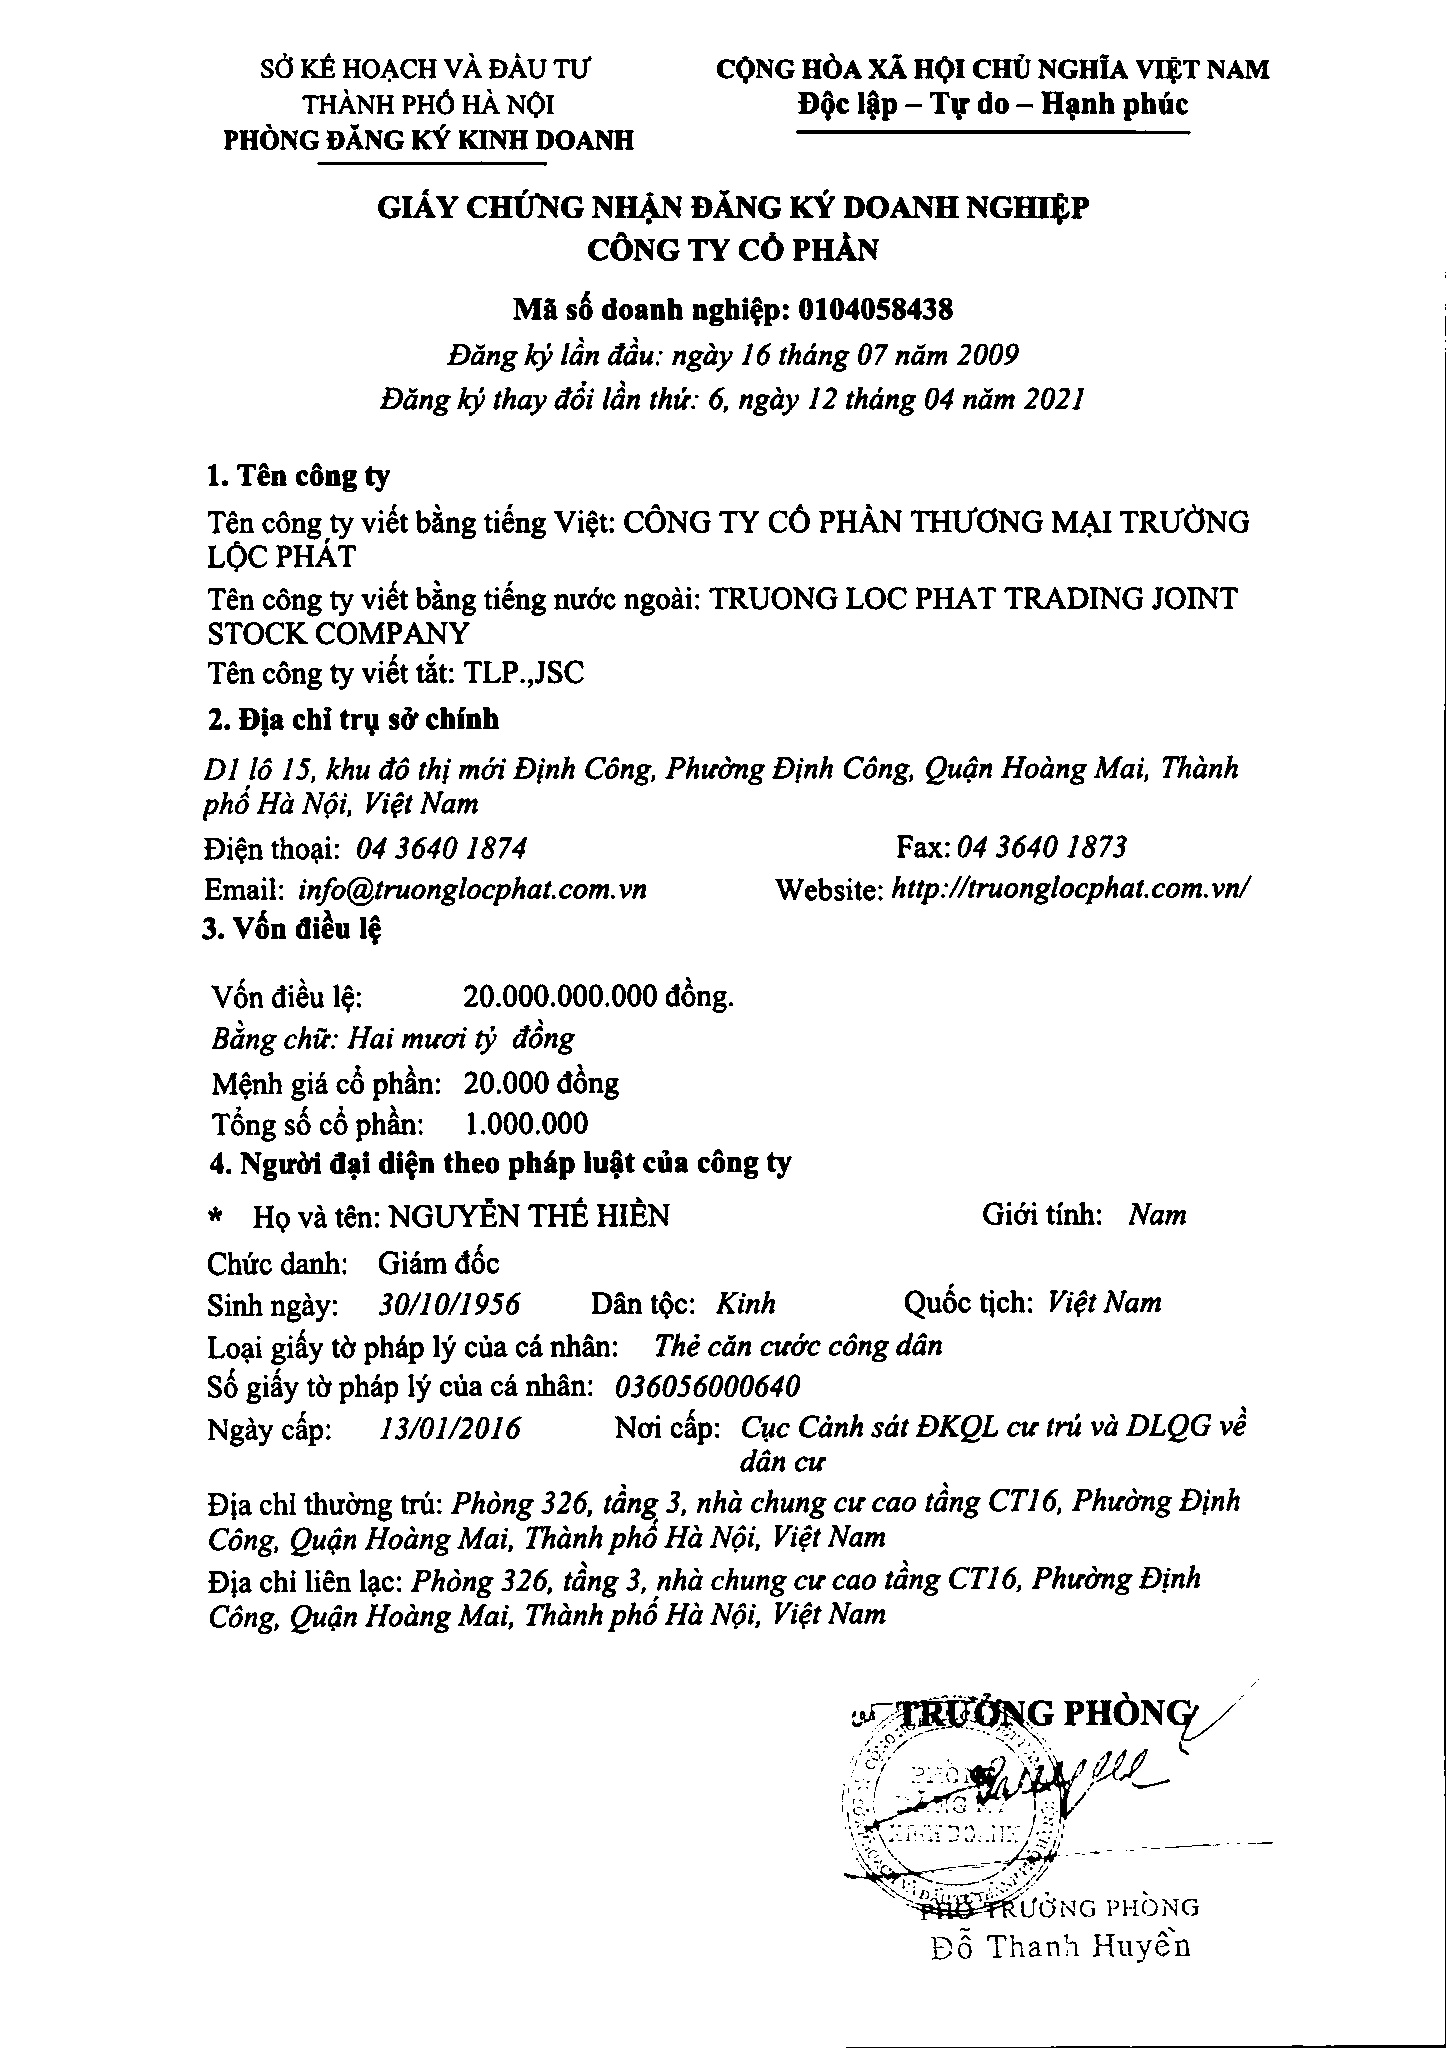 SỞ KẾ HOẠCH VÀ ĐẦU TƯ
THÀNH PHỐ HÀ NỘI
PHÒNG ĐĂNG KÝ KINH DOANH
CỘNG HÒA XÃ HỘI CHỦ NGHĨA VIỆT NAM
Độc lập – Tự do – Hạnh phúc
GIẤY CHỨNG NHẬN ĐĂNG KÝ DOANH NGHIỆP
CÔNG TY CỔ PHẦN
Mã số doanh nghiệp: 0104058438
Đăng ký lần đầu: ngày 16 tháng 07 năm 2009
Đăng ký thay đổi lần thứ: 6, ngày 12 tháng 04 năm 2021
1. Tên công ty
Tên công ty viết bằng tiếng Việt: CÔNG TY CỔ PHẦN THƯƠNG MẠI TRƯỜNG
LỘC PHÁT
Tên công ty viết bằng tiếng nước ngoài: TRUONG LOC PHAT TRADING JOINT
STOCK COMPANY
Tên công ty viết tắt: TLP.,JSC
2. Địa chỉ trụ sở chính
D1 lô 15, khu đô thị mới Định Công, Phường Định Công, Quận Hoàng Mai, Thành
phố Hà Nội, Việt Nam
Điện thoại: 04 3640 1874 Fax: 04 3640 1873
Email: info@truonglocphat.com.vn Website: http://truonglocphat.com.vn/
3. Vốn điều lệ
Vốn điều lệ: 20.000.000.000 đồng.
Bằng chữ: Hai mươi tỷ đồng
Mệnh giá cổ phần: 20.000 đồng
Tổng số cổ phần: 1.000.000
4. Người đại diện theo pháp luật của công ty
* Họ và tên: NGUYỄN THẾ HIỀN Giới tính: Nam
Chức danh: Giám đốc
Sinh ngày: 30/10/1956 Dân tộc: Kinh Quốc tịch: Việt Nam
Loại giấy tờ pháp lý của cá nhân: Thẻ căn cước công dân
Số giấy tờ pháp lý của cá nhân: 036056000640
Ngày cấp: 13/01/2016 Nơi cấp: Cục Cảnh sát ĐKQL cư trú và DLQG về
dân cư
Địa chỉ thường trú: Phòng 326, tầng 3, nhà chung cư cao tầng CT16, Phường Định
Công, Quận Hoàng Mai, Thành phố Hà Nội, Việt Nam
Địa chỉ liên lạc: Phòng 326, tầng 3, nhà chung cư cao tầng CT16, Phường Định
Công, Quận Hoàng Mai, Thành phố Hà Nội, Việt Nam
TRƯỞNG PHÒNG
PHÒNG
ĐĂNG KÝ
KINH DOANH
PHÓ TRƯỞNG PHÒNG
Đỗ Thanh Huyền